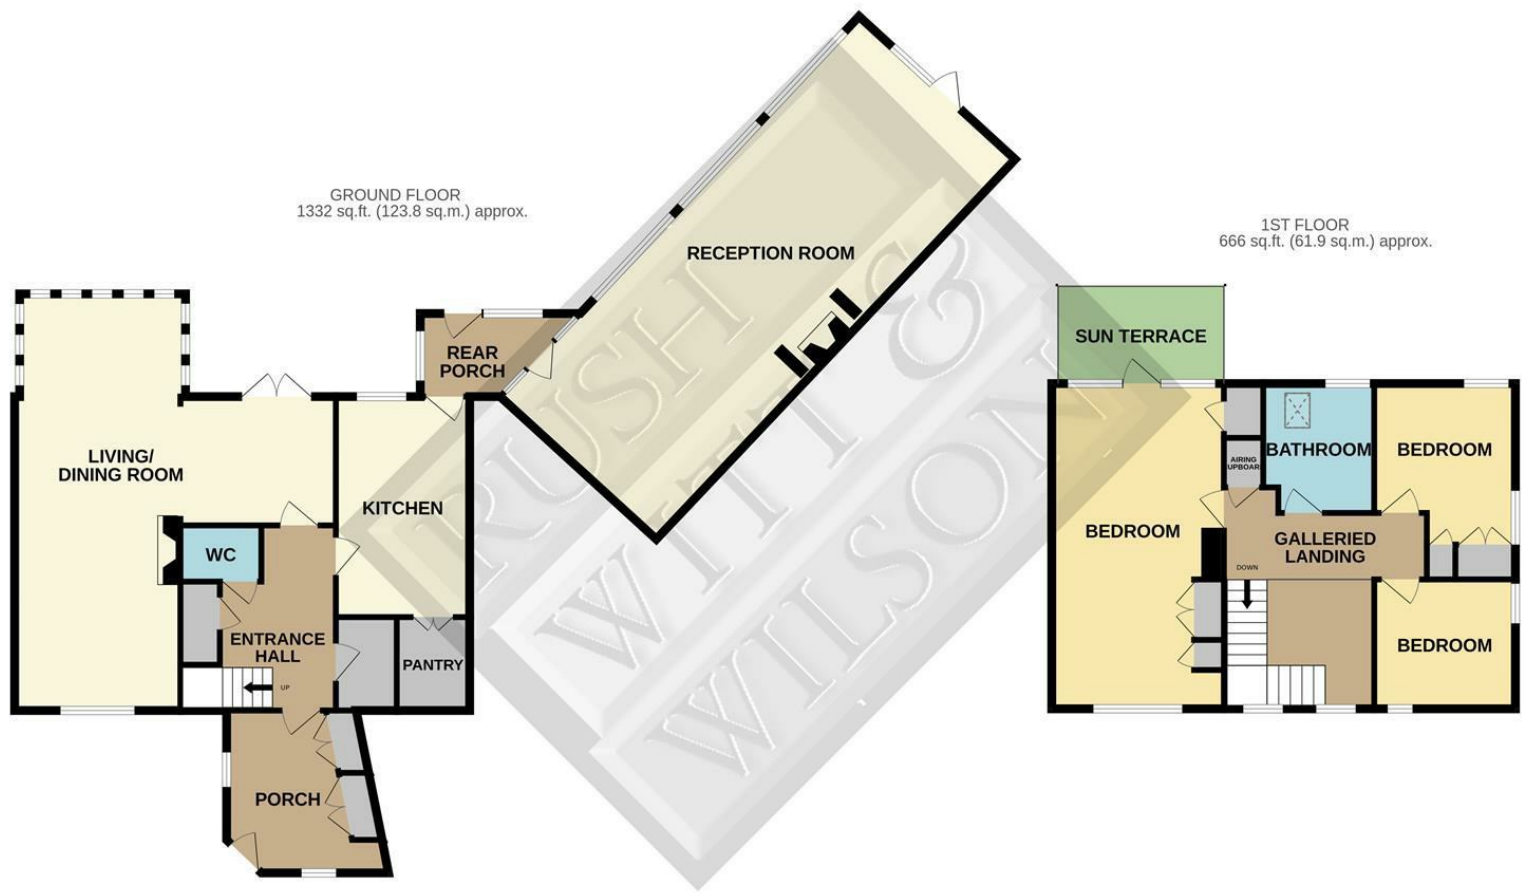 GROUND FLOOR
1332 sq.ft. (123.8 sq.m.) approx.
1ST FLOOR
666 sq.ft. (61.9 sq.m.) approx.
RECEPTION ROOM
REAR
PORCH
LIVING/
DINING ROOM
KITCHEN
WC
ENTRANCE
HALL
UP
PANTRY
PORCH
SUN TERRACE
BATHROOM
BEDROOM
AIRING
UPBOAR
BEDROOM
GALLERIED
LANDING
DOWN
BEDROOM
RUSH
WITT &
WILSON